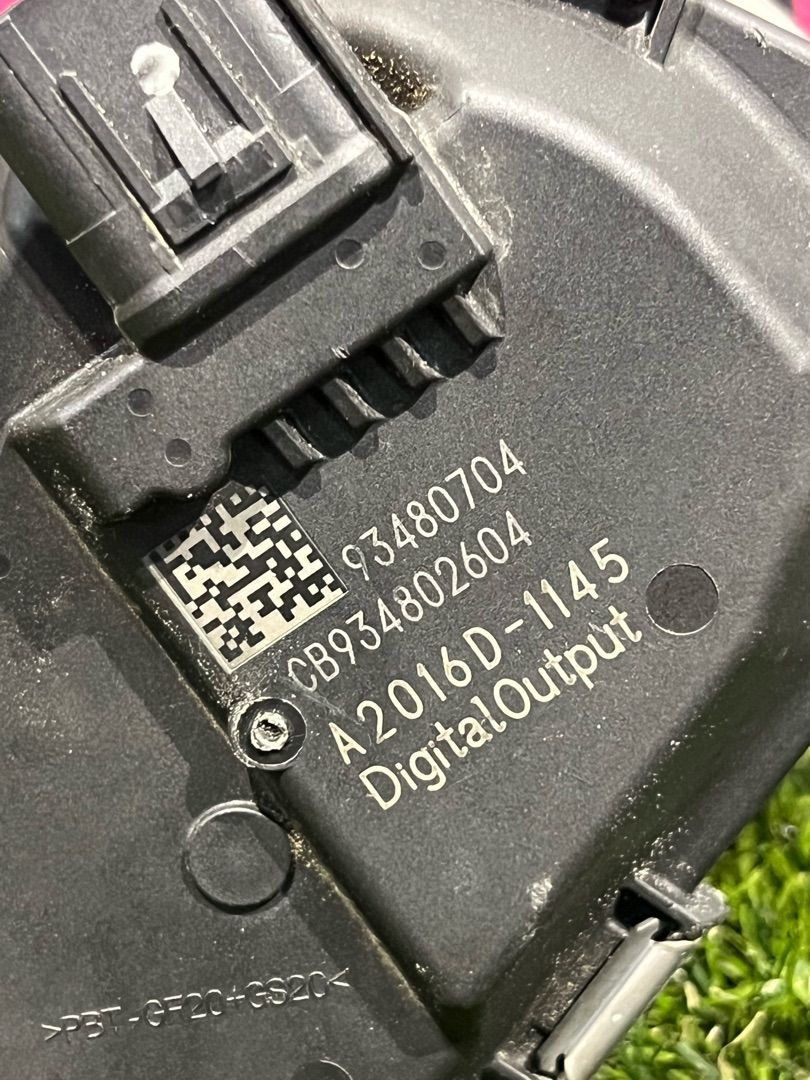 93480704
CB934802604
A2016D-1145
DigitalOutput
>PBT-GF20+GS20<